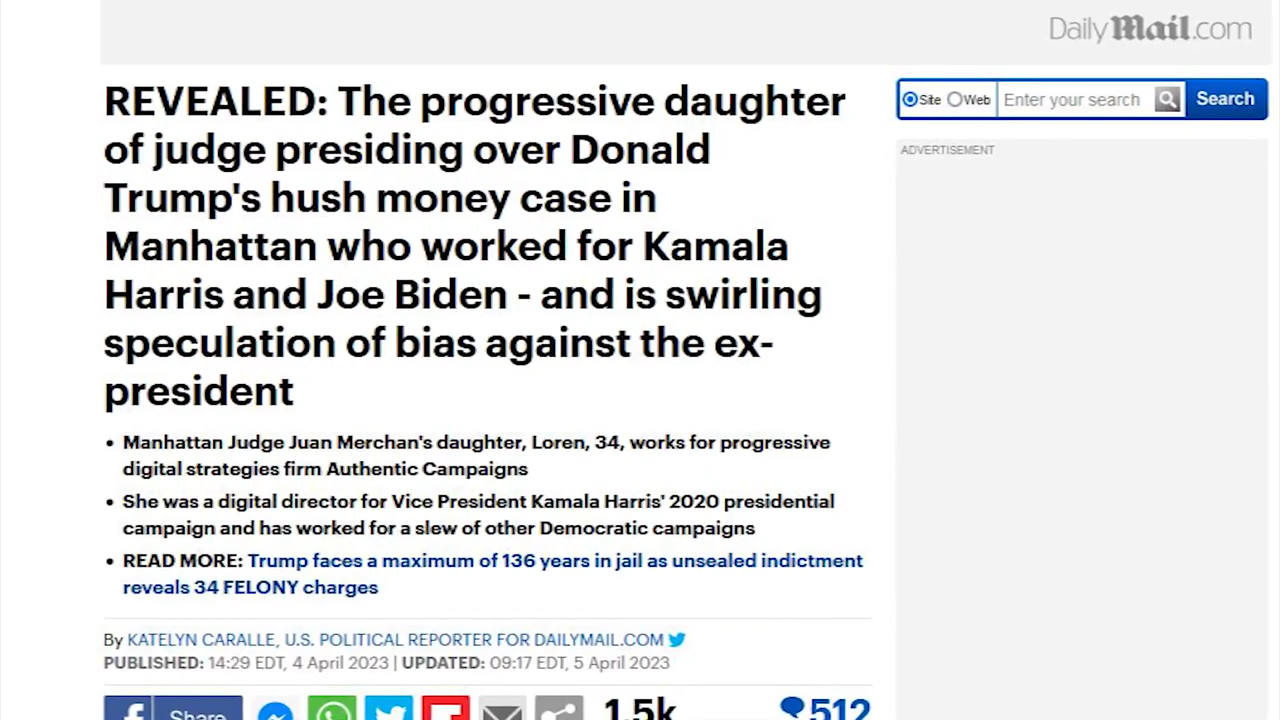 DailyMail.com
REVEALED: The progressive daughter
of judge presiding over Donald
Trump's hush money case in
Manhattan who worked for Kamala
Harris and Joe Biden - and is swirling
speculation of bias against the ex-
president
Site Web Enter your search Search
ADVERTISEMENT
• Manhattan Judge Juan Merchan's daughter, Loren, 34, works for progressive
digital strategies firm Authentic Campaigns
• She was a digital director for Vice President Kamala Harris' 2020 presidential
campaign and has worked for a slew of other Democratic campaigns
• READ MORE: Trump faces a maximum of 136 years in jail as unsealed indictment
reveals 34 FELONY charges
By KATELYN CARALLE, U.S. POLITICAL REPORTER FOR DAILYMAIL.COM
PUBLISHED: 14:29 EDT, 4 April 2023 | UPDATED: 09:17 EDT, 5 April 2023
Share 1.5k 512